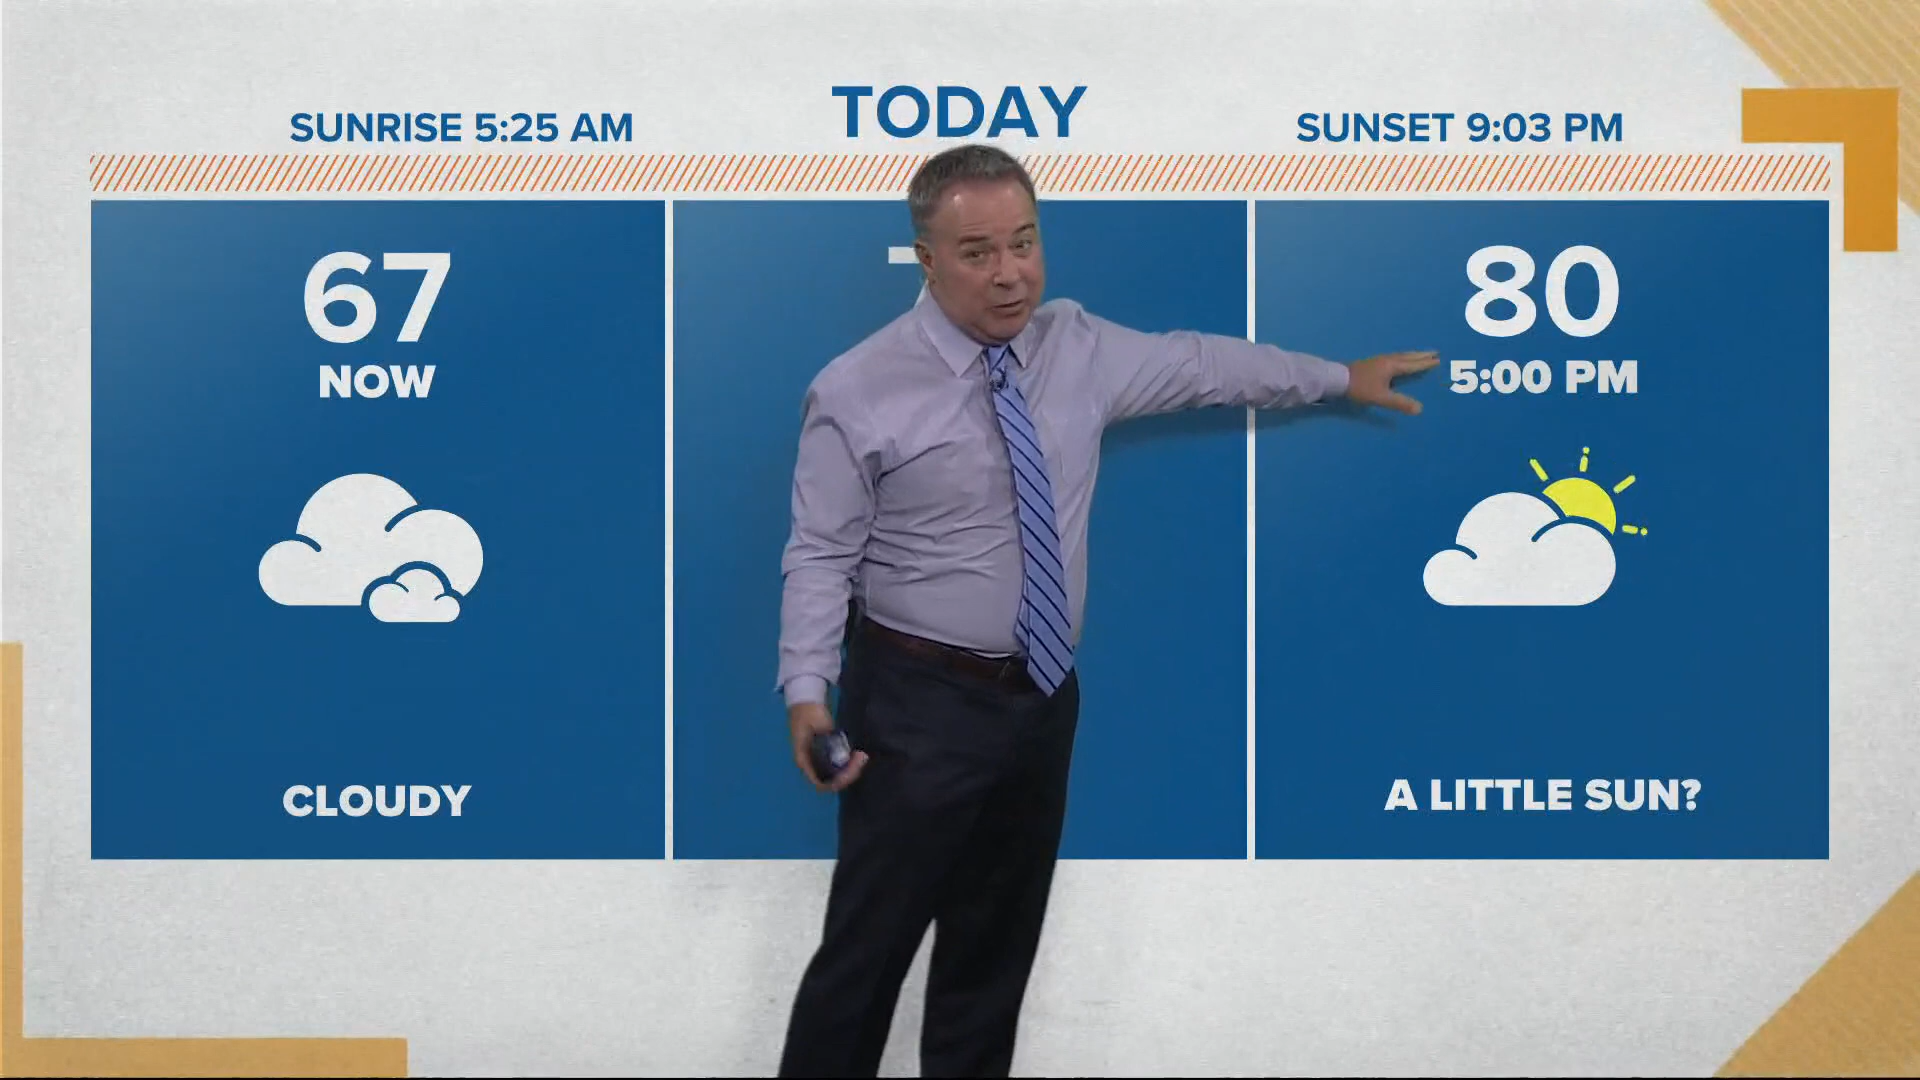 TODAY
SUNRISE 5:25 AM
SUNSET 9:03 PM
67
NOW
CLOUDY
80
5:00 PM
A LITTLE SUN?